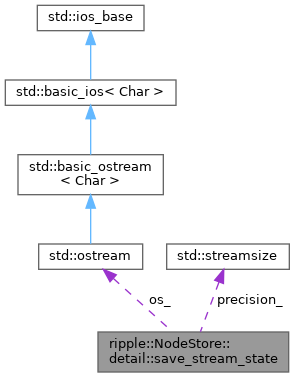 std::ios_base
std::basic_ios< Char >
std::basic_ostream
< Char >
std::ostream
std::streamsize
os_
precision_
ripple::NodeStore::
detail::save_stream_state